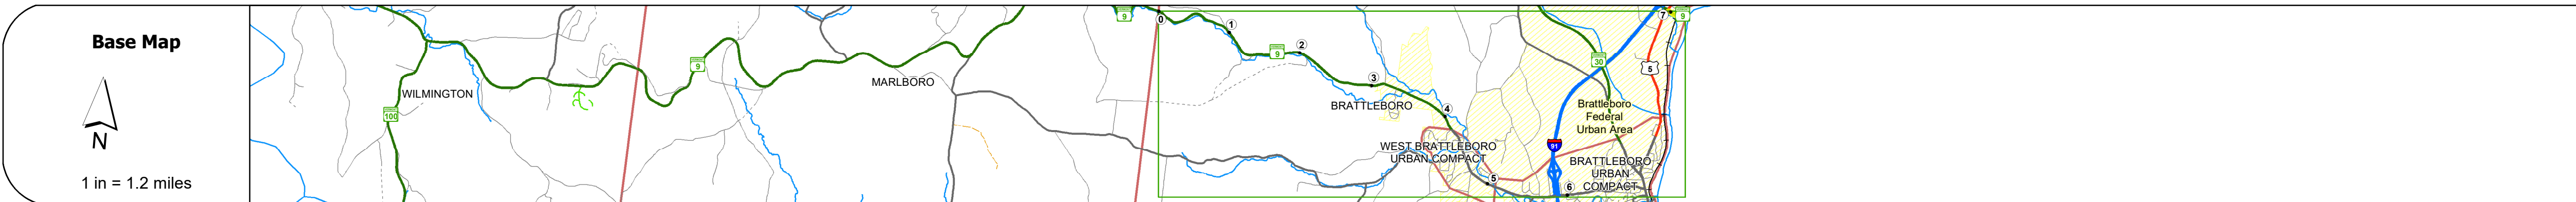 Base Map
N
1 in = 1.2 miles
WILMINGTON
100
9
MARLBORO
9
0
1
9
2
3
BRATTLEBORO
4
WEST BRATTLEBORO
URBAN COMPACT
5
30
5
7
9
Brattleboro
Federal
Urban Area
91
BRATTLEBORO
URBAN
COMPACT
6